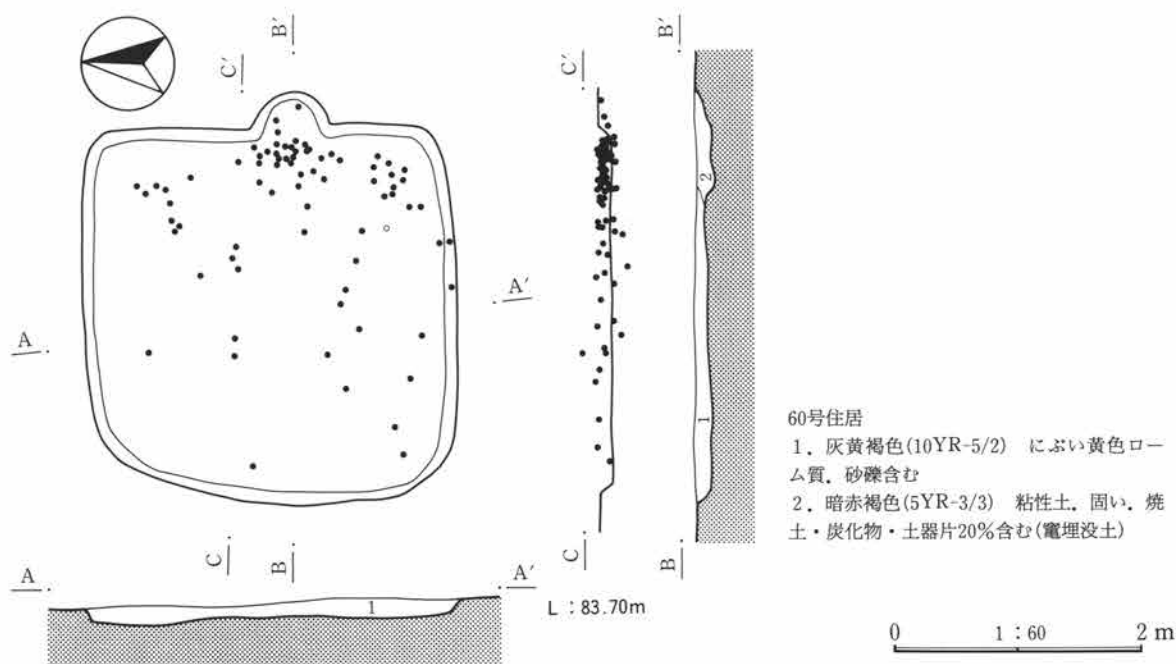 B'
C'
C'
B'
A
A'
C
B
C
B
A
A'
1
2
1
L：83.70m
60号住居
1．灰黄褐色(10YR-5/2)　にぶい黄色ロー
ム質．砂礫含む
2．暗赤褐色(5YR-3/3)　粘性土．固い．焼
土・炭化物・土器片20%含む(竃埋没土)
0　1：60　2 m